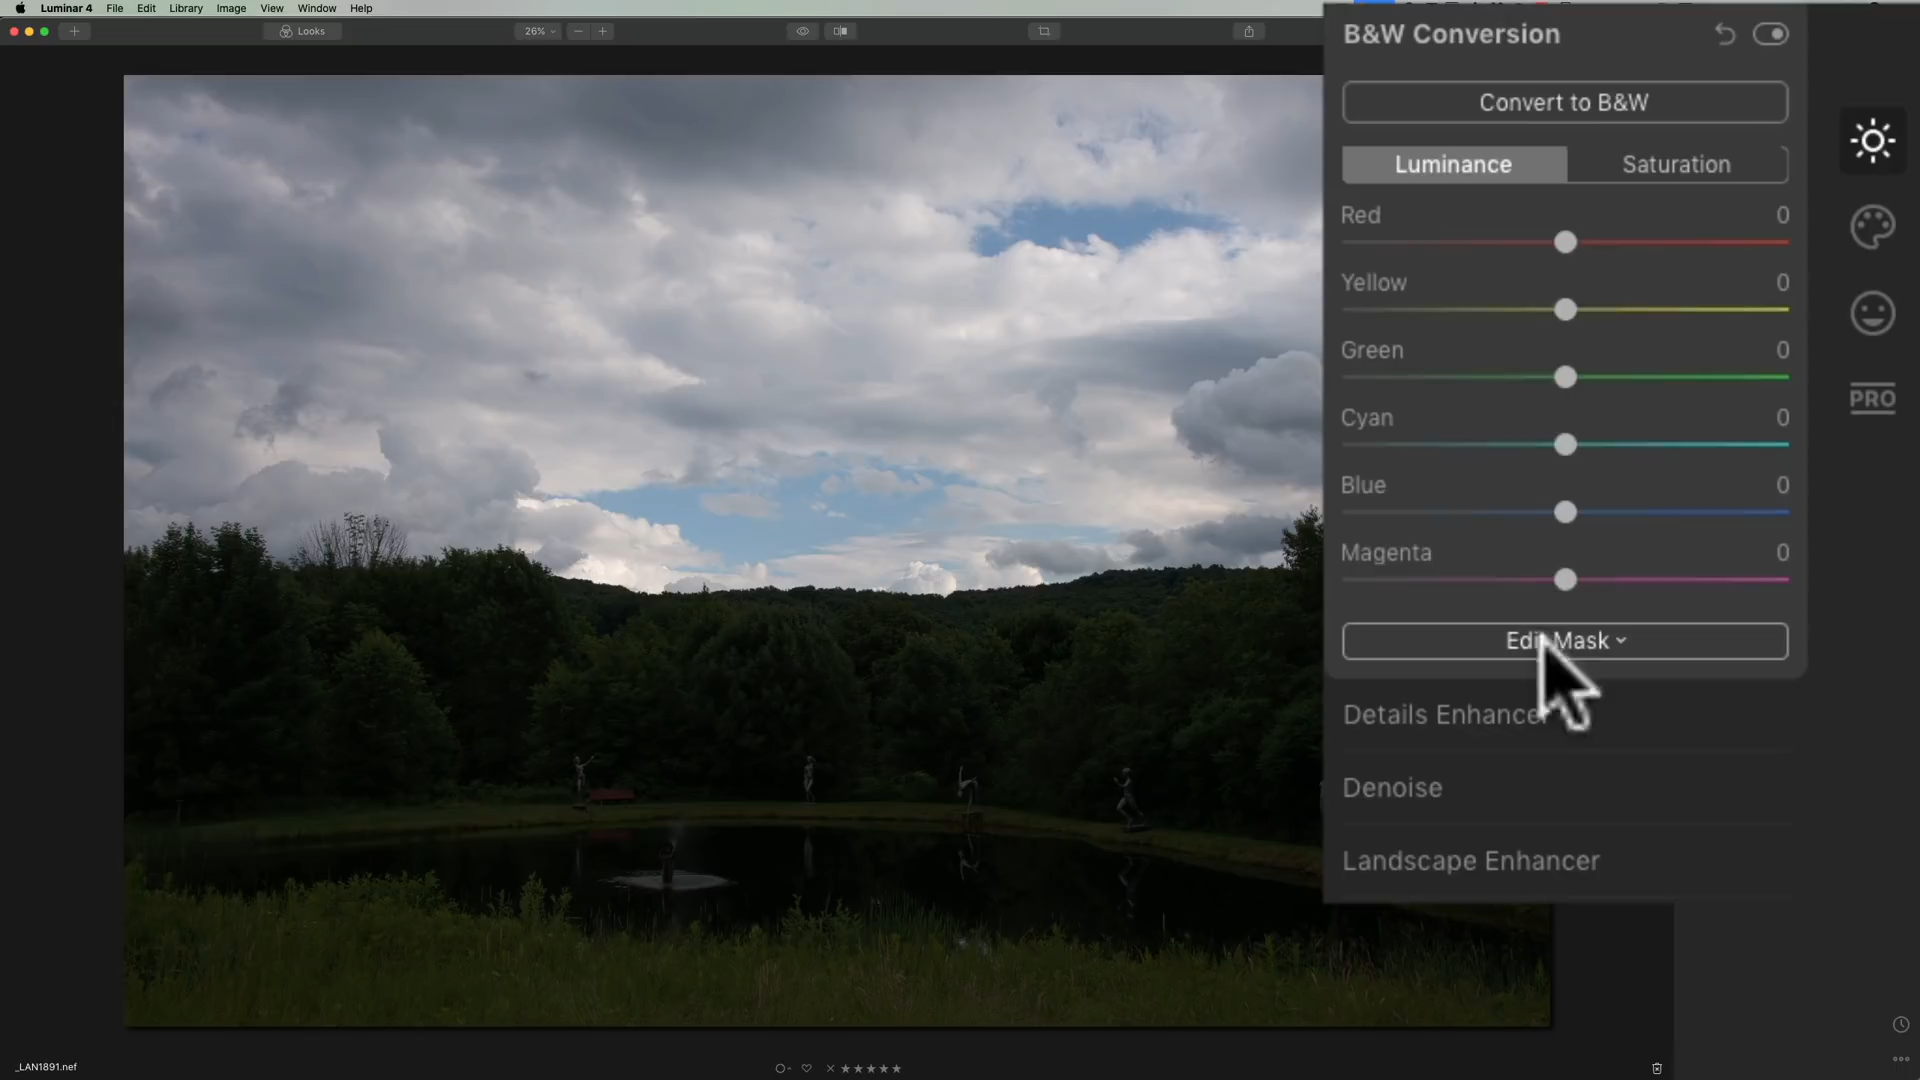 Luminar 4 File Edit Library Image View Window Help
Looks
26%
B&W Conversion
Convert to B&W
Luminance Saturation
Red 0
Yellow 0
Green 0
Cyan 0
Blue 0
Magenta 0
Edit Mask
Details Enhancer
Denoise
Landscape Enhancer
PRO
_LAN1891.nef